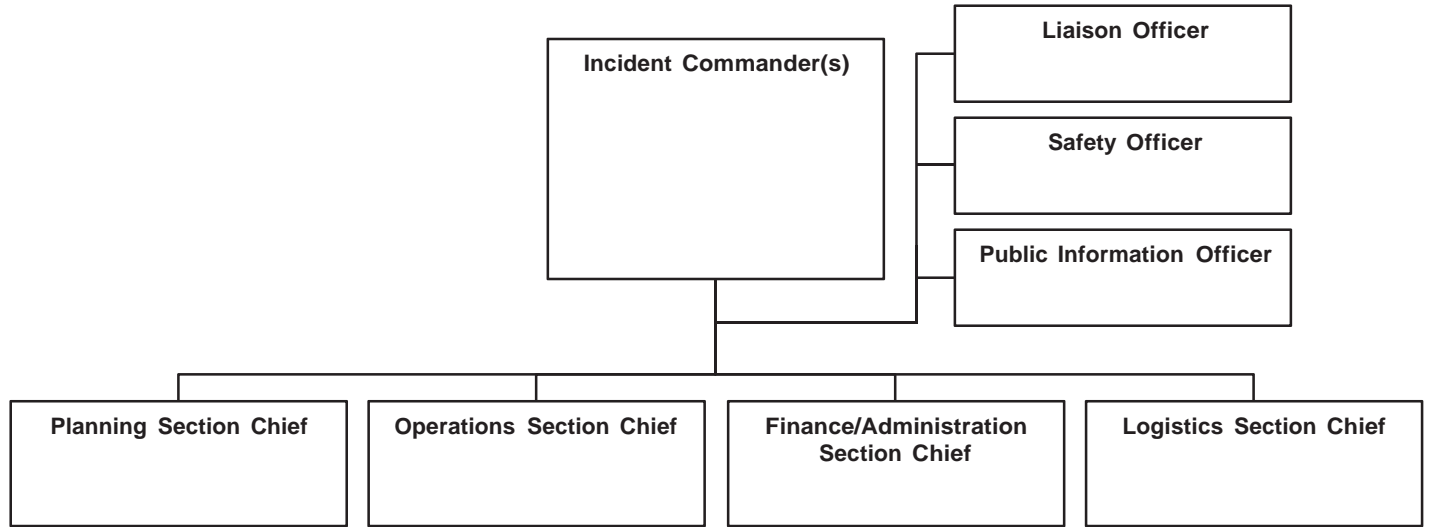 Incident Commander(s)
Liaison Officer
Safety Officer
Public Information Officer
Planning Section Chief
Operations Section Chief
Finance/Administration
Section Chief
Logistics Section Chief